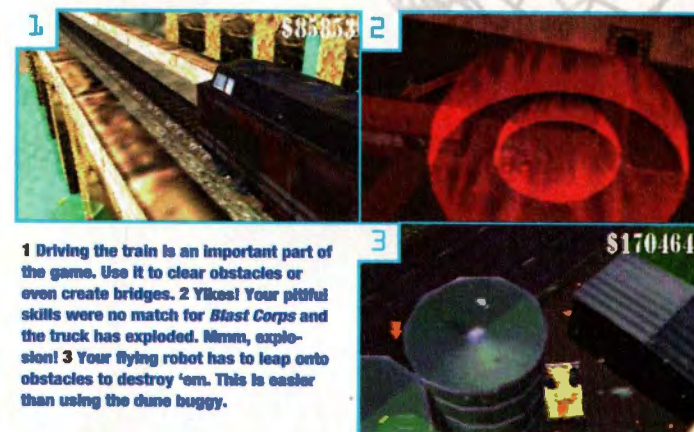 1
$85853
2
1 Driving the train is an important part of
the game. Use it to clear obstacles or
even create bridges. 2 Yikes! Your pitiful
skills were no match for Blast Corps and
the truck has exploded. Mmm, explo-
sion! 3 Your flying robot has to leap onto
obstacles to destroy 'em. This is easier
than using the dune buggy.
3
$170464